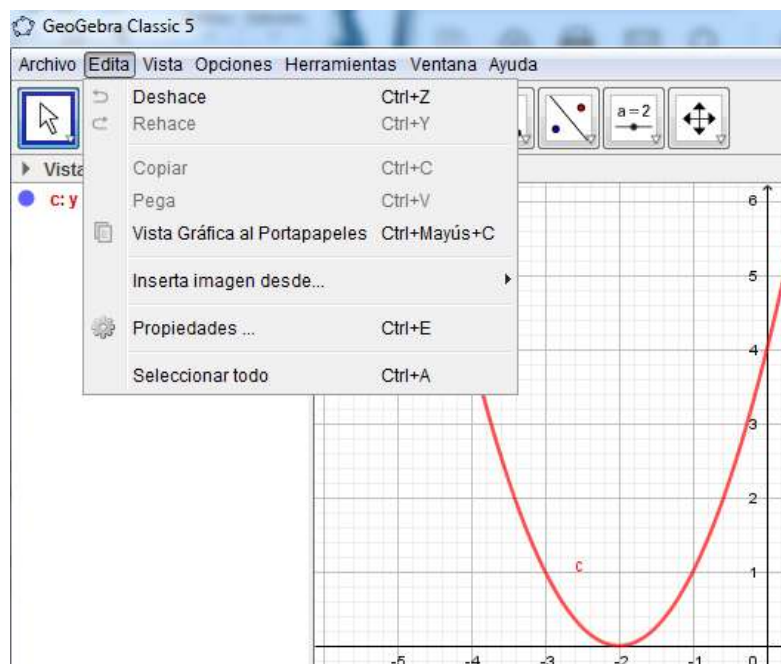 GeoGebra Classic 5
Archivo Edita Vista Opciones Herramientas Ventana Ayuda
Deshace Ctrl+Z
Rehace Ctrl+Y
a=2
Vista
Copiar Ctrl+C
c: y
Pega Ctrl+V
Vista Gráfica al Portapapeles Ctrl+Mayús+C
Inserta imagen desde...
Propiedades ... Ctrl+E
Seleccionar todo Ctrl+A
6
5
4
3
2
1
c
-5 -4 -3 -2 -1 0